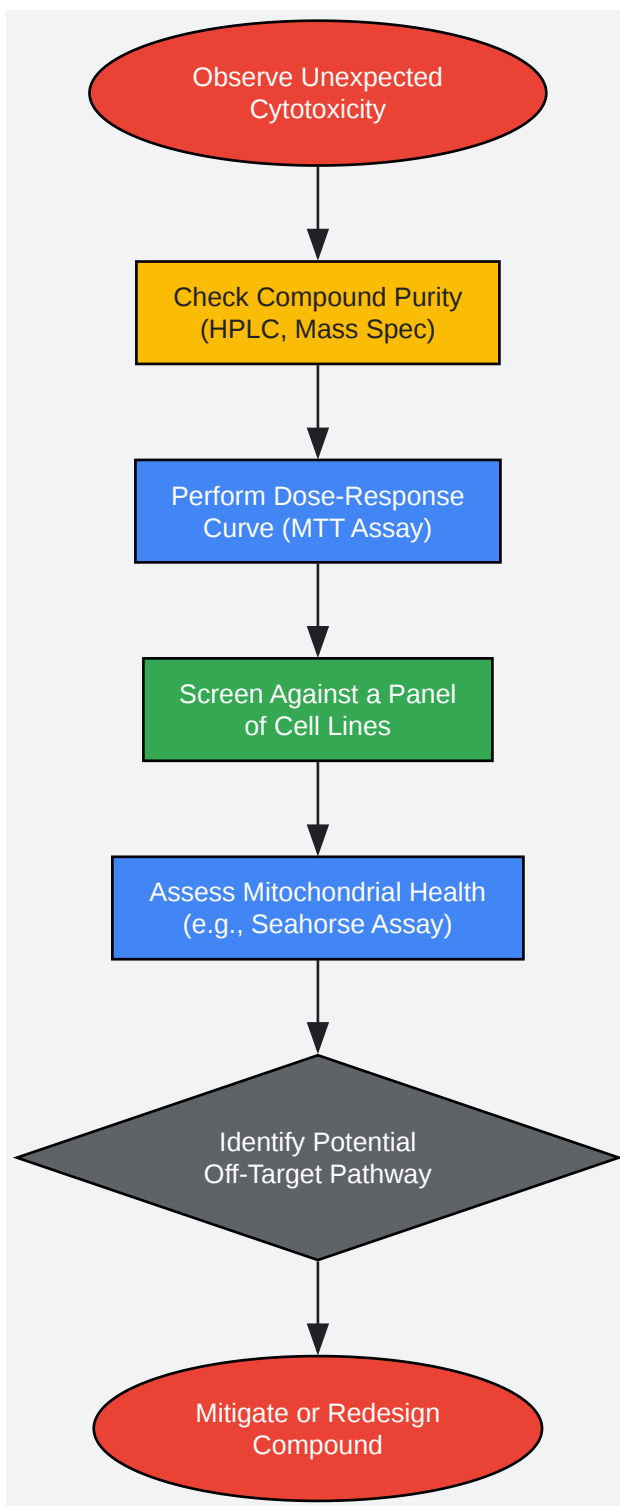 Observe Unexpected
Cytotoxicity
Check Compound Purity
(HPLC, Mass Spec)
Perform Dose-Response
Curve (MTT Assay)
Screen Against a Panel
of Cell Lines
Assess Mitochondrial Health
(e.g., Seahorse Assay)
Identify Potential
Off-Target Pathway
Mitigate or Redesign
Compound